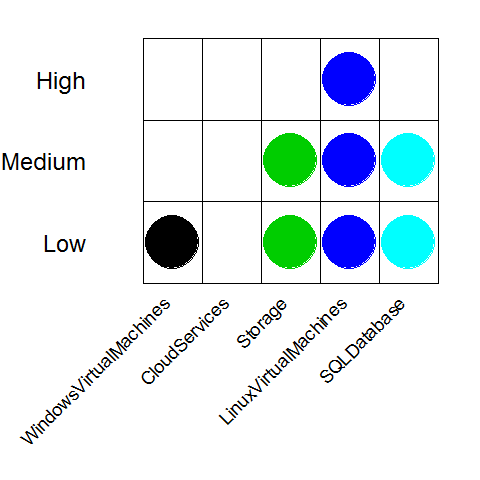 High
Medium
Low
WindowsVirtualMachines
CloudServices
Storage
LinuxVirtualMachines
SQLDatabase